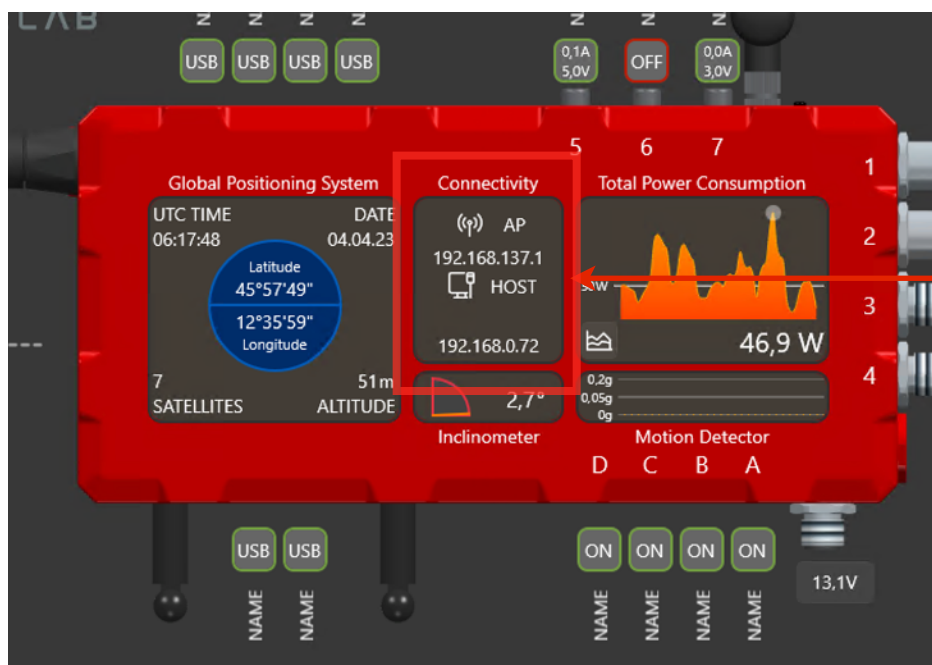 LAB
N N N N N N N
USB USB USB USB
0,1A
5,0V
OFF
0,0A
3,0V
5 6 7
1
2
3
4
Global Positioning System
UTC TIME DATE
06:17:48 04.04.23
Latitude
45°57'49"
12°35'59"
Longitude
7 51m
SATELLITES ALTITUDE
Connectivity
AP
192.168.137.1
HOST
192.168.0.72
2,7°
Inclinometer
Total Power Consumption
46,9 W
0,2g
0,05g
0g
Motion Detector
D C B A
USB USB
NAME NAME
ON ON ON ON
NAME NAME NAME NAME
13,1V